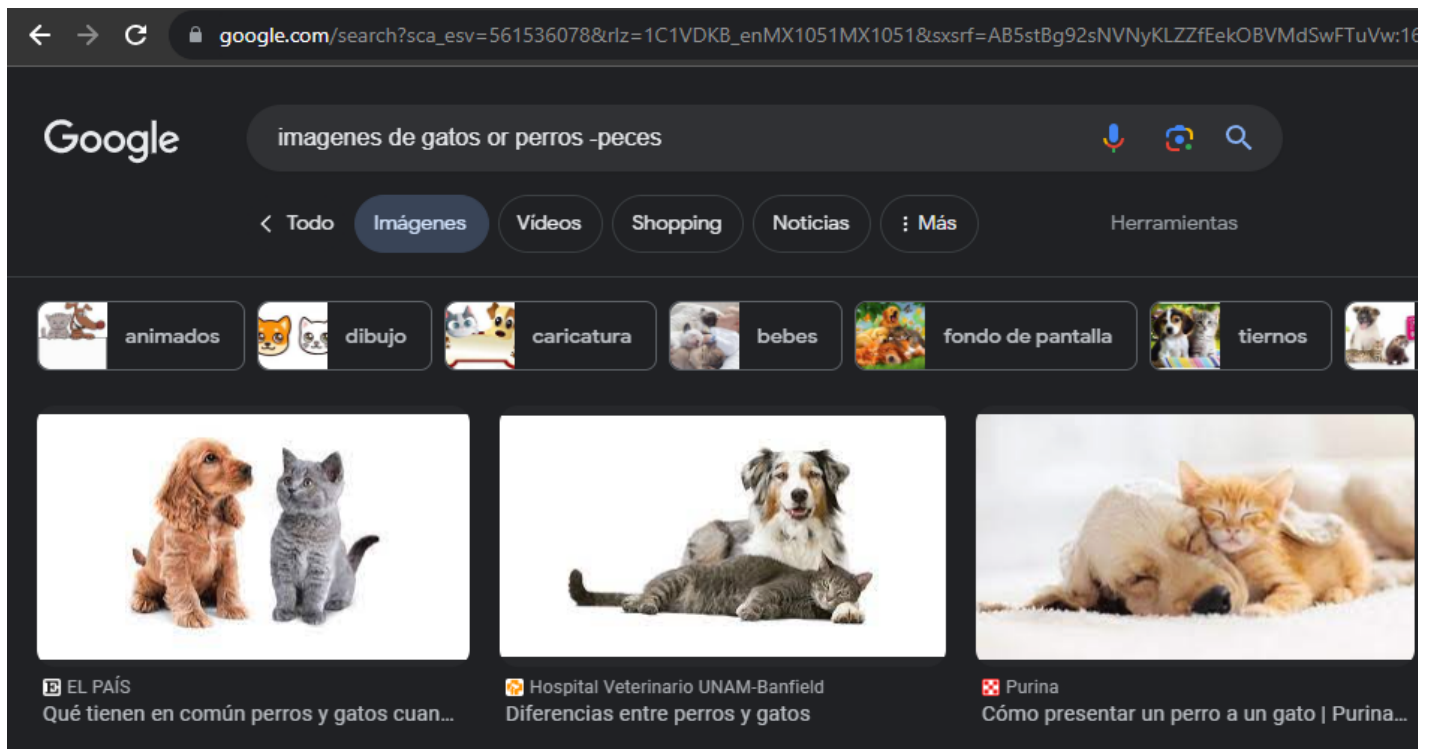 google.com/search?sca_esv=561536078&rlz=1C1VDKB_enMX1051MX1051&sxsrf=AB5stBg92sNVNyKLZZfEekOBVMdSwFTuVw:16
Google
imagenes de gatos or perros -peces
Todo Imágenes Vídeos Shopping Noticias Más Herramientas
animados dibujo caricatura bebes fondo de pantalla tiernos
EL PAÍS Hospital Veterinario UNAM-Banfield Purina
Qué tienen en común perros y gatos cuan... Diferencias entre perros y gatos Cómo presentar un perro a un gato | Purina...